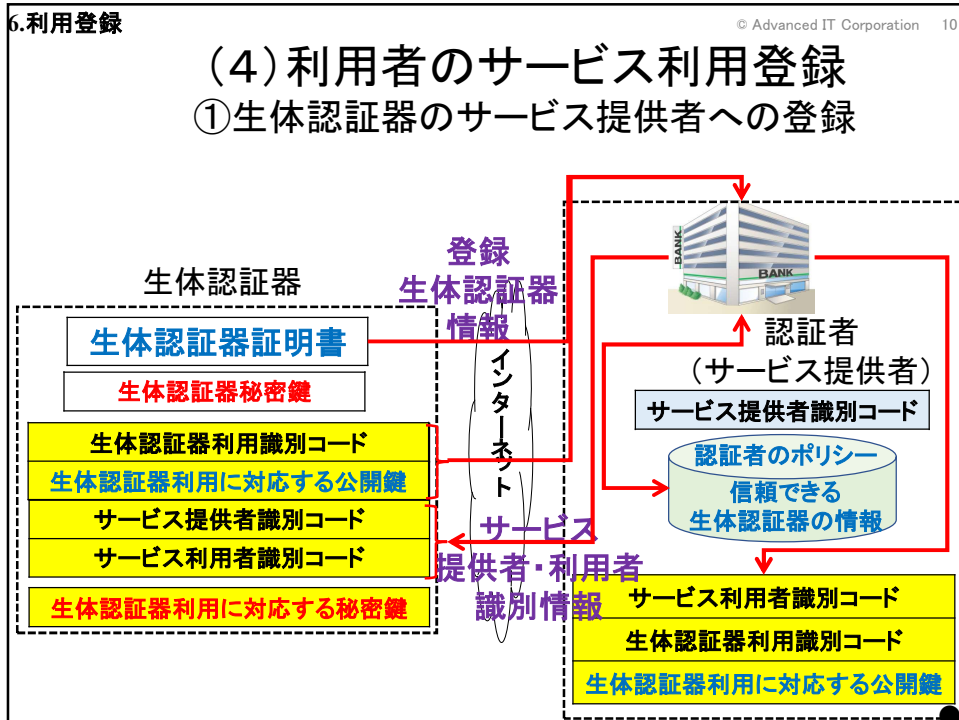 6.利用登録
© Advanced IT Corporation 10
(4)利用者のサービス利用登録
①生体認証器のサービス提供者への登録
登録
生体認証器
情報
生体認証器
生体認証器証明書
生体認証器秘密鍵
生体認証器利用識別コード
生体認証器利用に対応する公開鍵
サービス提供者識別コード
サービス利用者識別コード
生体認証器利用に対応する秘密鍵
インターネット
サービス
提供者・利用者
識別情報
BANK
BANK
認証者
(サービス提供者)
サービス提供者識別コード
認証者のポリシー
信頼できる
生体認証器の情報
サービス利用者識別コード
生体認証器利用識別コード
生体認証器利用に対応する公開鍵